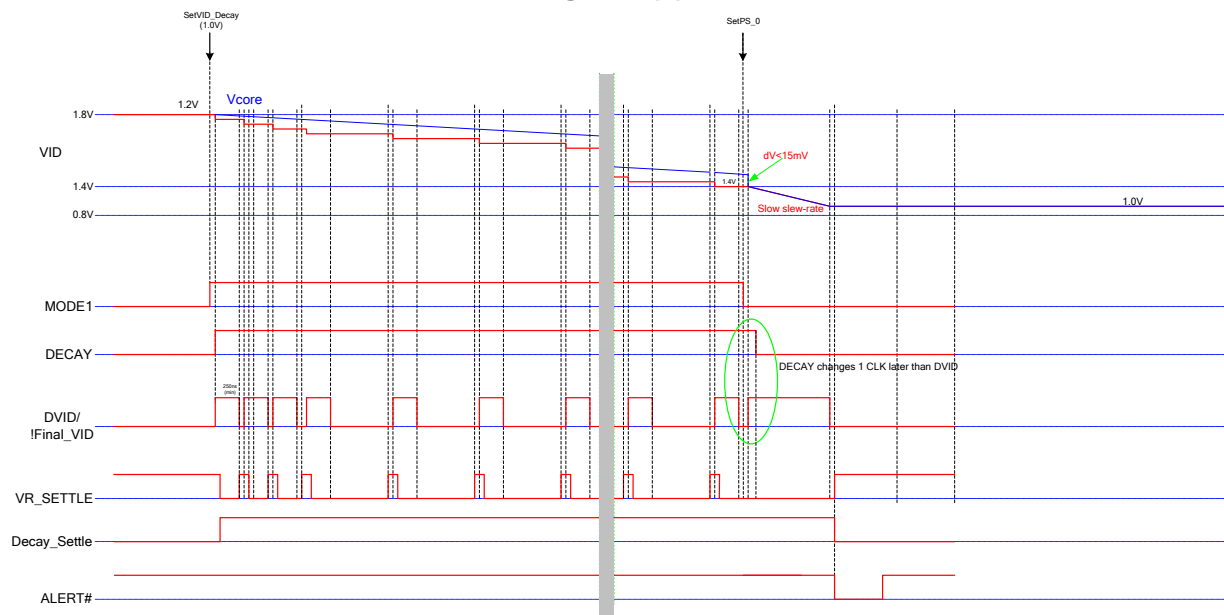 SetVID_Decay
(1.0V)
SetPS_0
1.2V
Vcore
1.8V
VID
dV<15mV
1.4V
1.4V
Slow slew-rate
1.0V
0.8V
MODE1
DECAY
DECAY changes 1 CLK later than DVID
250ns
(min)
DVID/
!Final_VID
VR_SETTLE
Decay_Settle
ALERT#